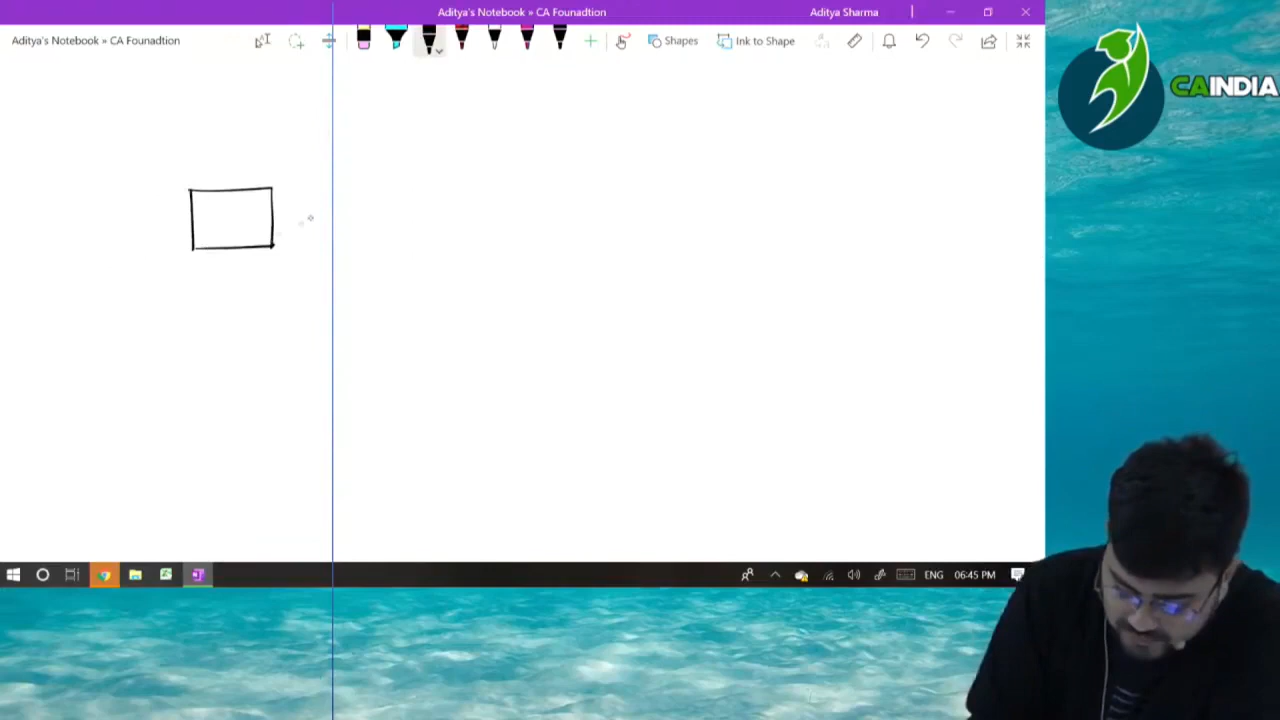 Aditya's Notebook » CA Founadtion
Aditya Sharma
Aditya's Notebook » CA Founadtion
Shapes
Ink to Shape
CAINDIA
ENG
06:45 PM